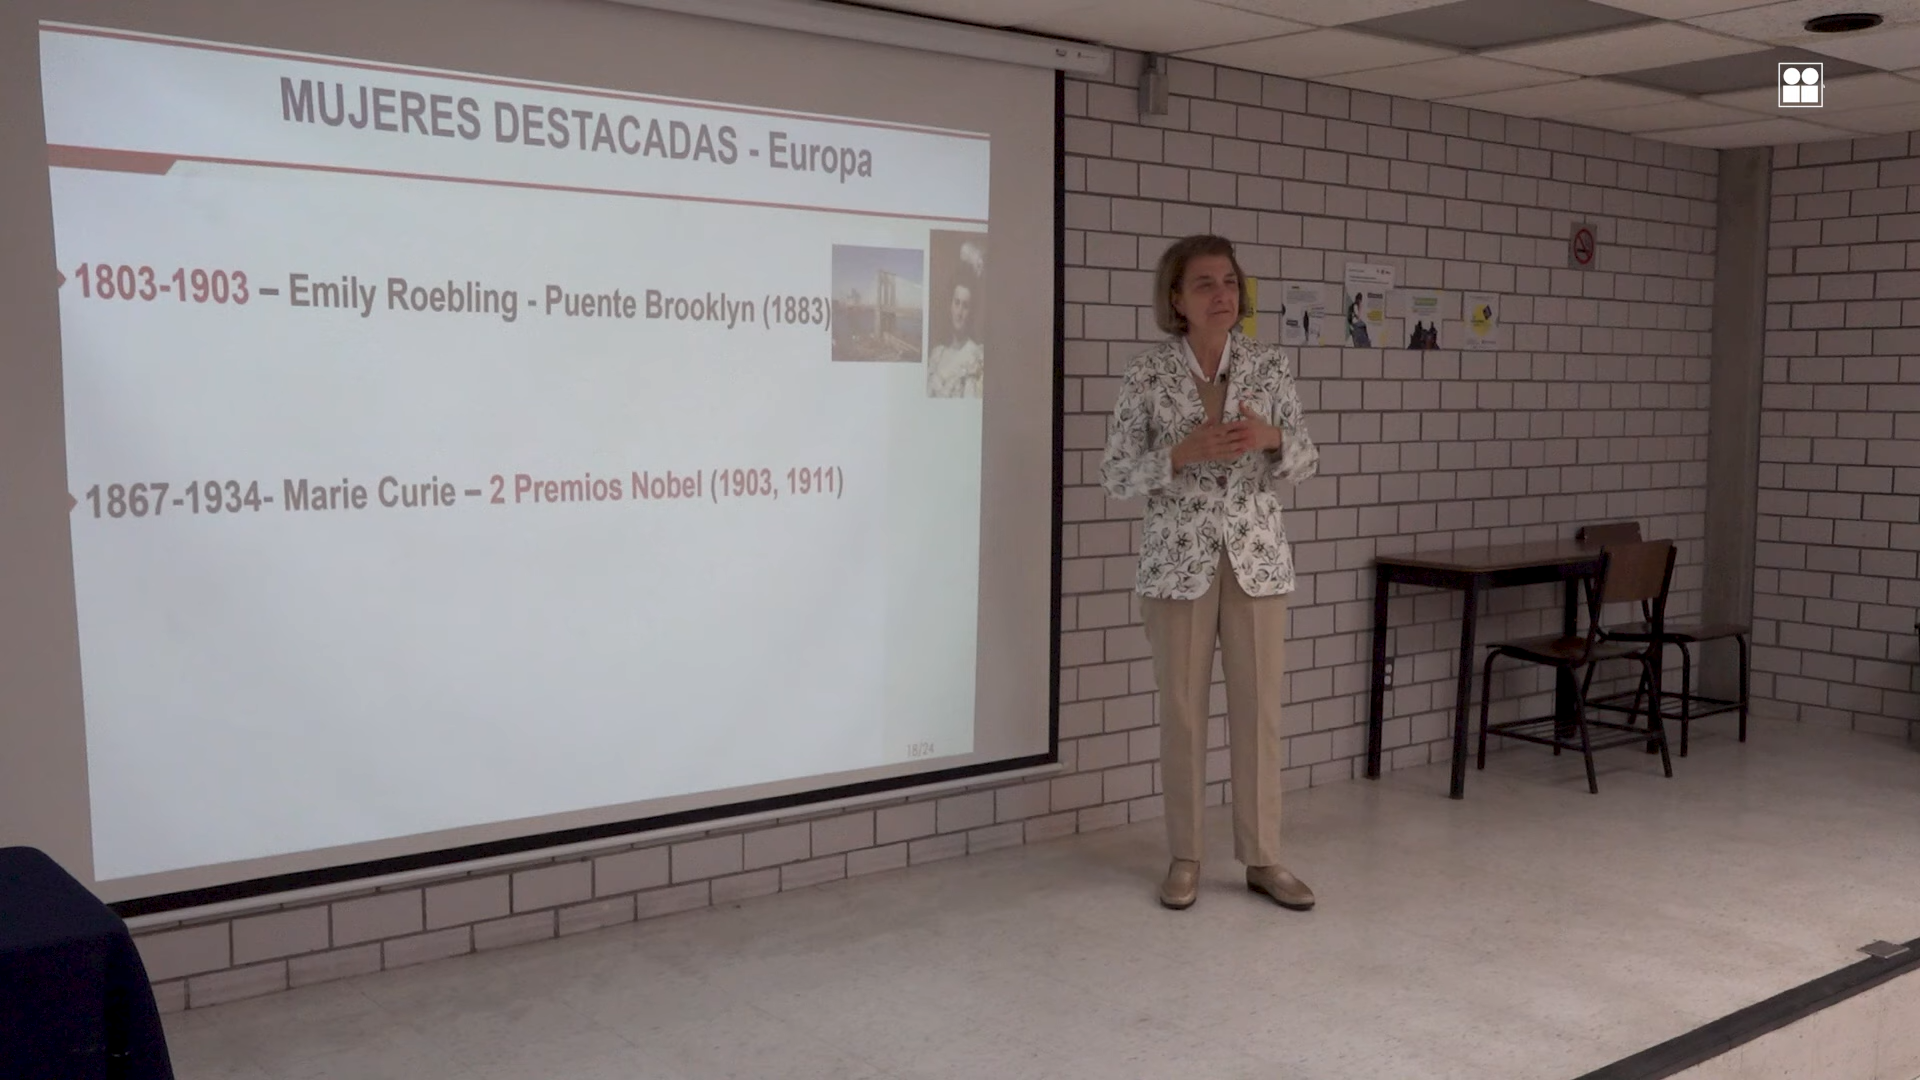 MUJERES DESTACADAS - Europa
1803-1903 – Emily Roebling - Puente Brooklyn (1883)
1867-1934- Marie Curie – 2 Premios Nobel (1903, 1911)
18/24